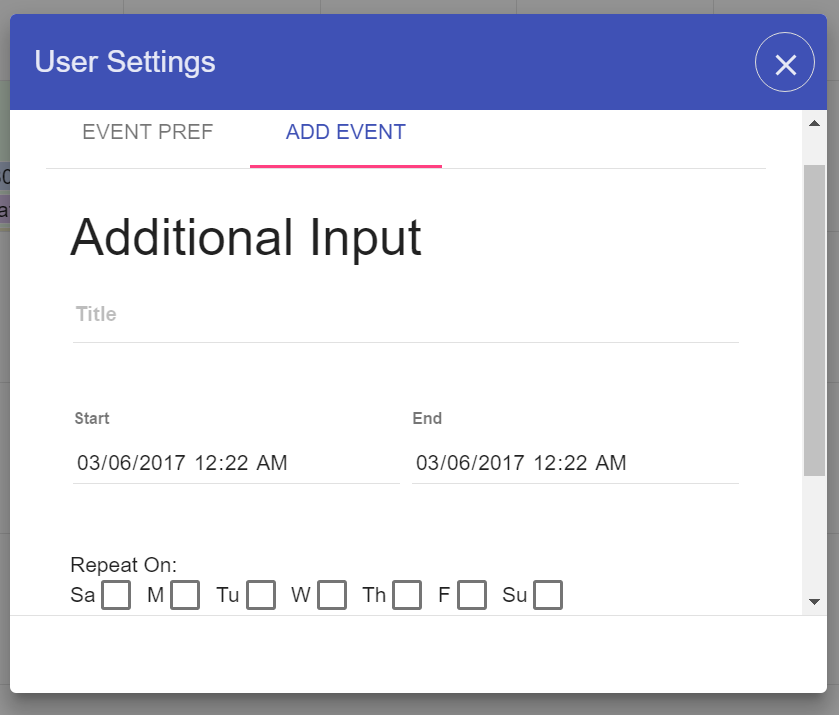 User Settings
EVENT PREF ADD EVENT
Additional Input
Title
Start End
03/06/2017 12:22 AM 03/06/2017 12:22 AM
Repeat On:
Sa M Tu W Th F Su